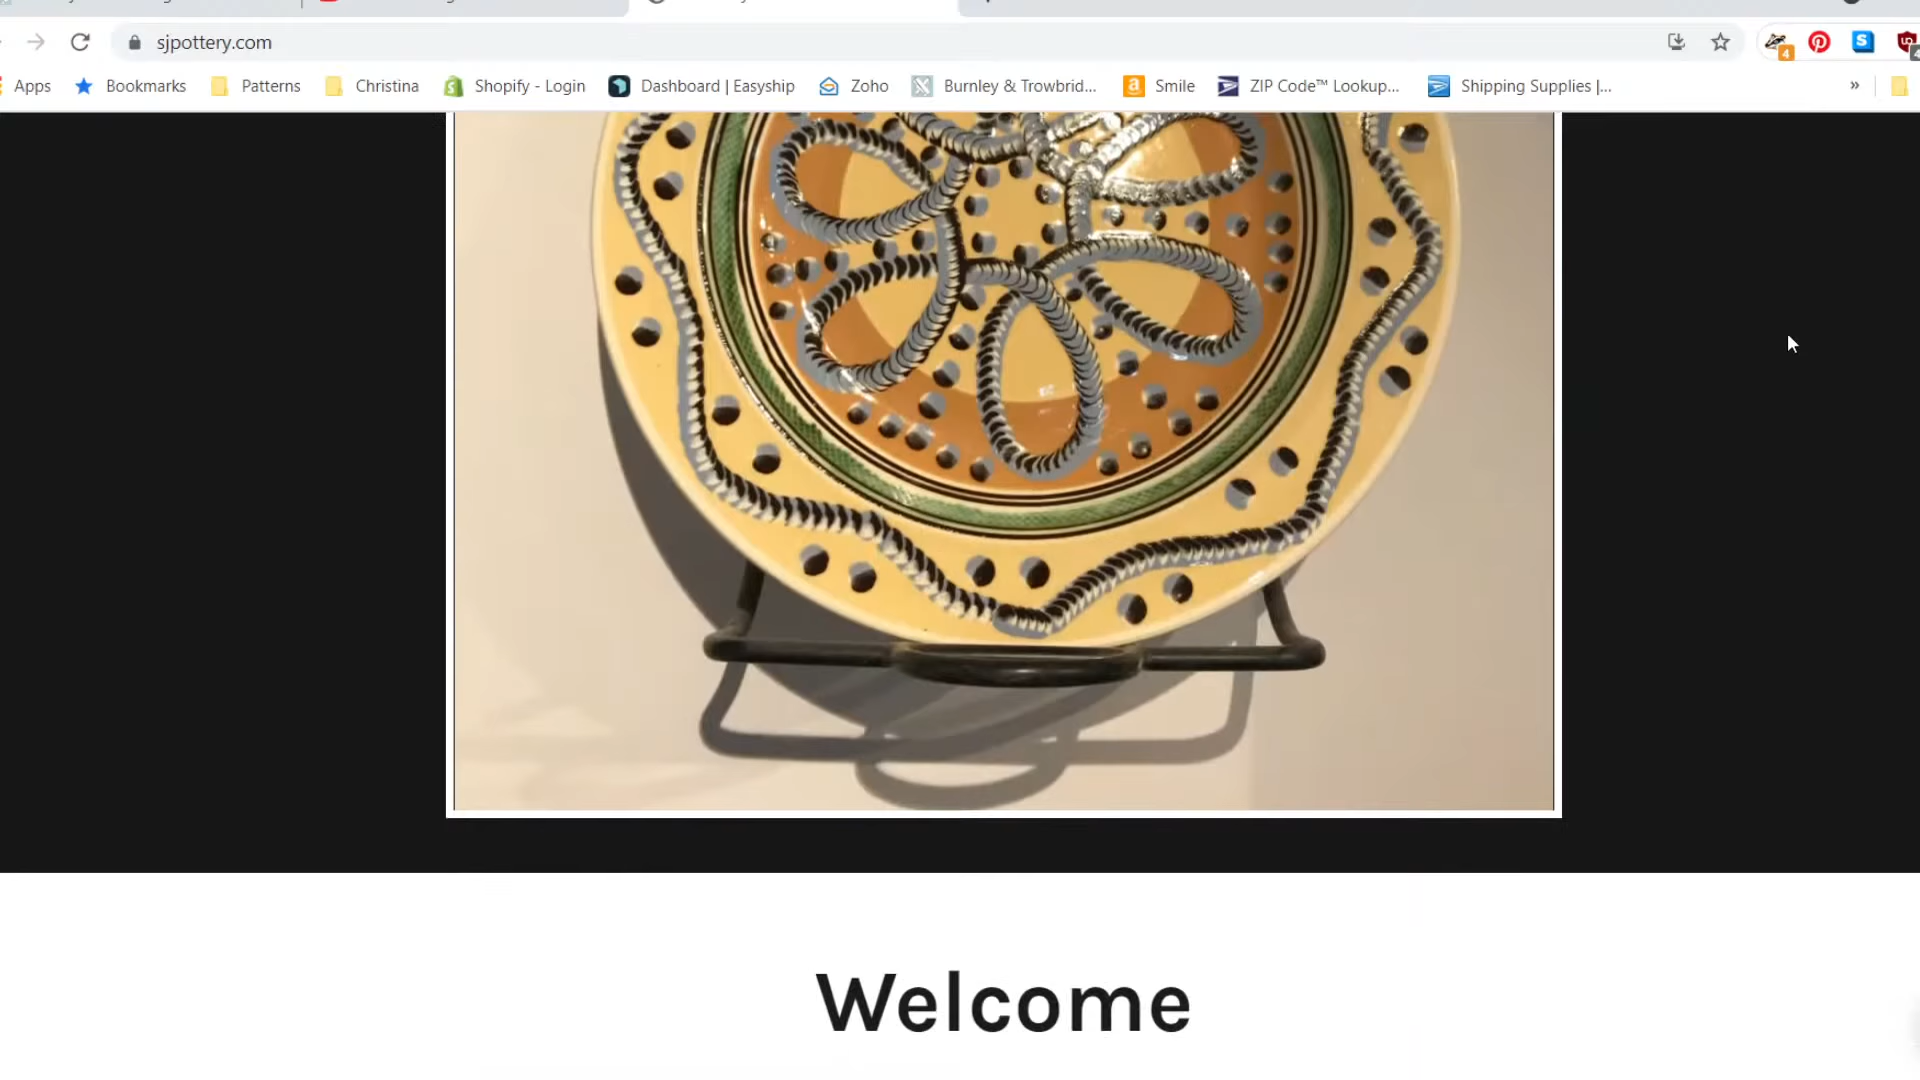 sjpottery.com
4
Apps
Bookmarks
Patterns
Christina
Shopify - Login
Dashboard | Easyship
Zoho
Burnley & Trowbrid...
Smile
ZIP Code™ Lookup...
Shipping Supplies |...
»
Welcome